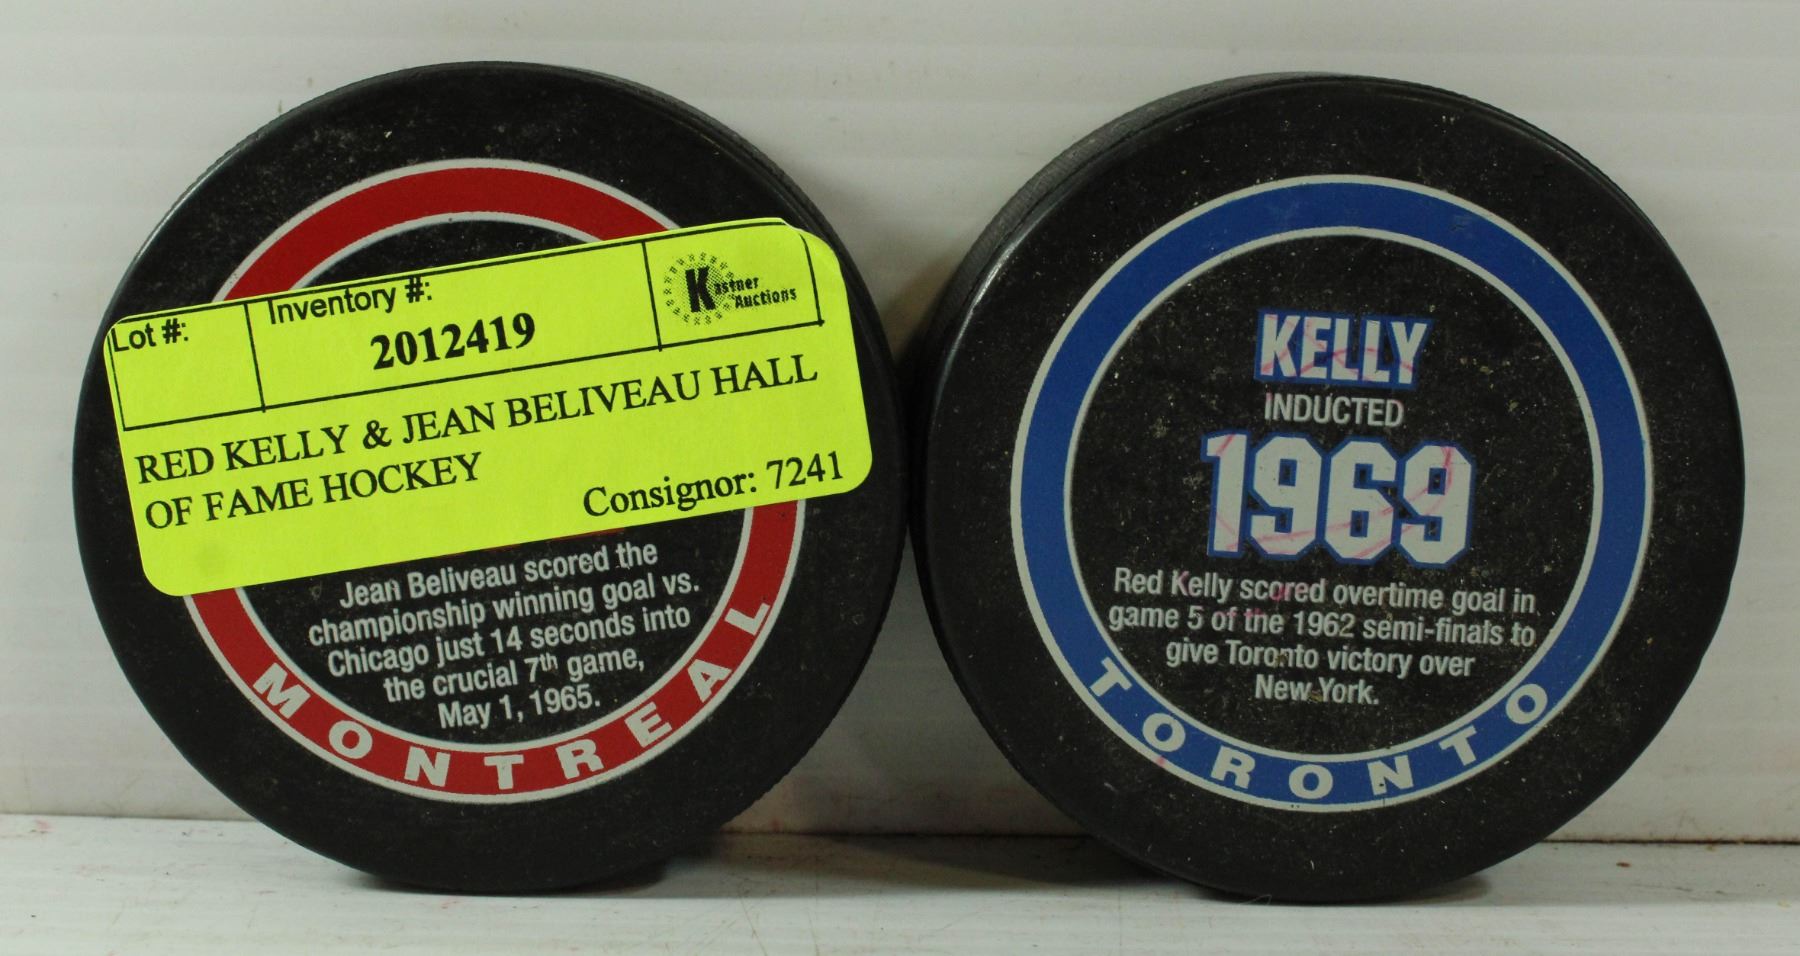 Lot #:
Inventory #:
2012419
Kastner
Auctions
RED KELLY & JEAN BELIVEAU HALL
OF FAME HOCKEY
Consignor: 7241
Jean Beliveau scored the
championship winning goal vs.
Chicago just 14 seconds into
the crucial 7th game,
May 1, 1965.
MONTREAL
KELLY
INDUCTED
1969
Red Kelly scored overtime goal in
game 5 of the 1962 semi-finals to
give Toronto victory over
New York.
TORONTO